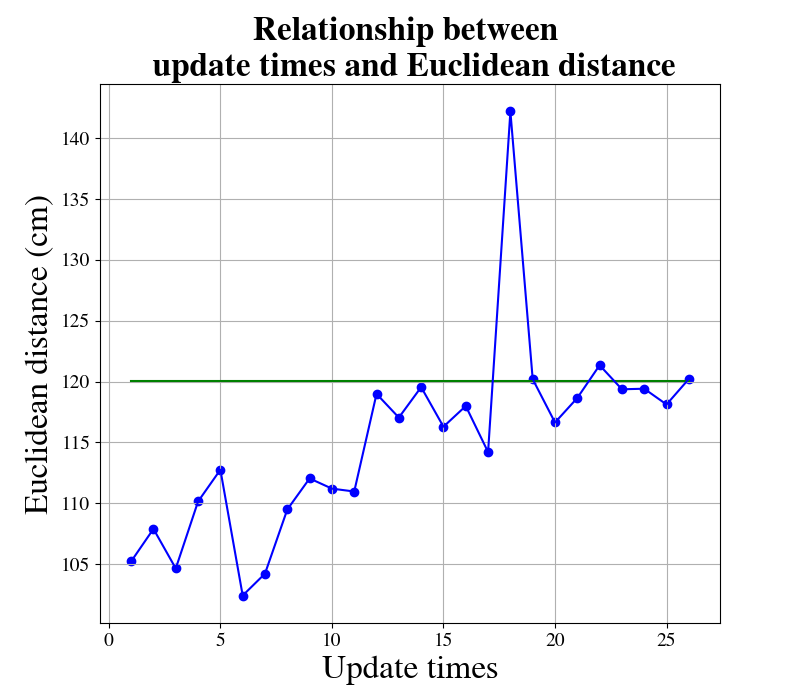 Relationship between
update times and Euclidean distance
Euclidean distance (cm)
140
135
130
125
120
115
110
105
0 5 10 15 20 25
Update times